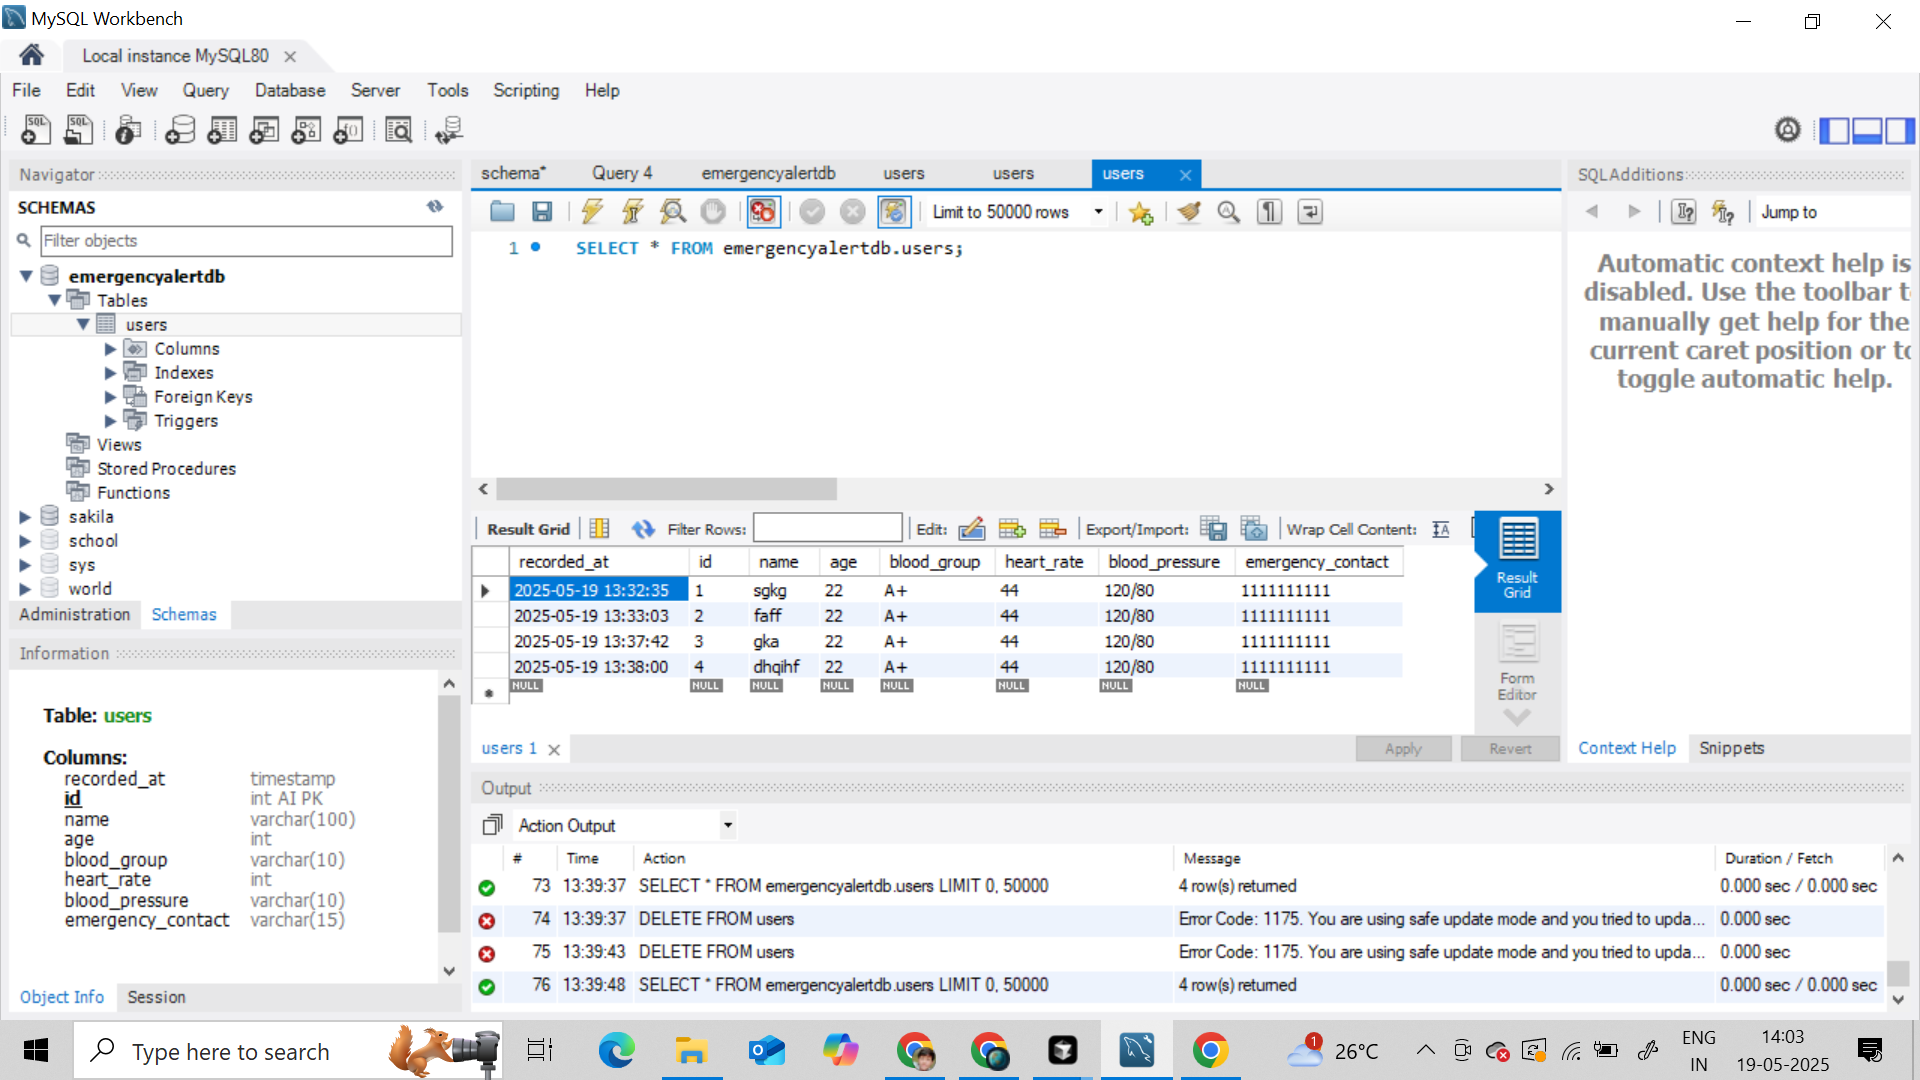 MySQL Workbench
Local instance MySQL80
File Edit View Query Database Server Tools Scripting Help
Navigator
SCHEMAS
Filter objects
emergencyalertdb
Tables
users
Columns
Indexes
Foreign Keys
Triggers
Views
Stored Procedures
Functions
sakila
school
sys
world
Administration Schemas
Information
Table: users
Columns:
recorded_at timestamp
id int AI PK
name varchar(100)
age int
blood_group varchar(10)
heart_rate int
blood_pressure varchar(10)
emergency_contact varchar(15)
Object Info Session
schema* Query 4 emergencyalertdb users users users
Limit to 50000 rows
1 SELECT * FROM emergencyalertdb.users;
Result Grid Filter Rows: Edit: Export/Import: Wrap Cell Content:
recorded_at id name age blood_group heart_rate blood_pressure emergency_contact
2025-05-19 13:32:35 1 sgkg 22 A+ 44 120/80 1111111111
2025-05-19 13:33:03 2 faff 22 A+ 44 120/80 1111111111
2025-05-19 13:37:42 3 gka 22 A+ 44 120/80 1111111111
2025-05-19 13:38:00 4 dhqihf 22 A+ 44 120/80 1111111111
NULL NULL NULL NULL NULL NULL NULL NULL
Result
Grid
Form
Editor
users 1
Apply Revert
Output
Action Output
# Time Action Message Duration / Fetch
73 13:39:37 SELECT * FROM emergencyalertdb.users LIMIT 0, 50000 4 row(s) returned 0.000 sec / 0.000 sec
74 13:39:37 DELETE FROM users Error Code: 1175. You are using safe update mode and you tried to upda... 0.000 sec
75 13:39:43 DELETE FROM users Error Code: 1175. You are using safe update mode and you tried to upda... 0.000 sec
76 13:39:48 SELECT * FROM emergencyalertdb.users LIMIT 0, 50000 4 row(s) returned 0.000 sec / 0.000 sec
SQLAdditions
Jump to
Automatic context help is
disabled. Use the toolbar t
manually get help for the
current caret position or to
toggle automatic help.
Context Help Snippets
Type here to search
1
26°C
ENG
IN
14:03
19-05-2025